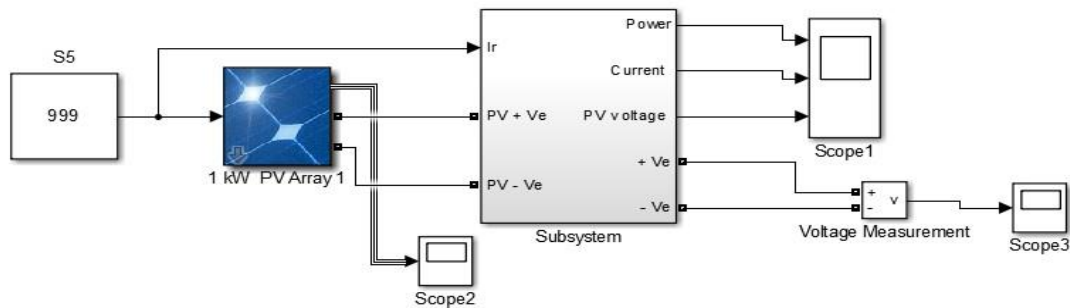 S5
999
1 kW PV Array 1
Scope2
Ir
PV + Ve
PV - Ve
Power
Current
PV voltage
+ Ve
- Ve
Subsystem
Scope1
+
-
v
Voltage Measurement
Scope3